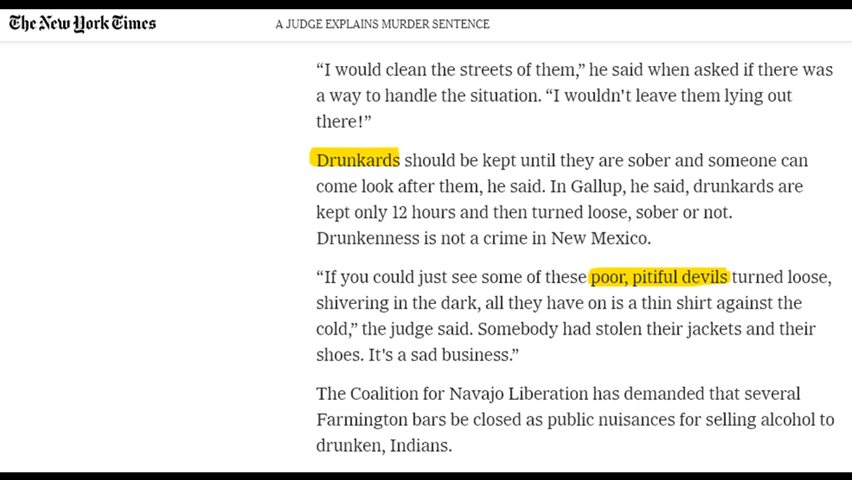 The New York Times
A JUDGE EXPLAINS MURDER SENTENCE
“I would clean the streets of them,” he said when asked if there was
a way to handle the situation. “I wouldn't leave them lying out
there!”
Drunkards should be kept until they are sober and someone can
come look after them, he said. In Gallup, he said, drunkards are
kept only 12 hours and then turned loose, sober or not.
Drunkenness is not a crime in New Mexico.
“If you could just see some of these poor, pitiful devils turned loose,
shivering in the dark, all they have on is a thin shirt against the
cold,” the judge said. Somebody had stolen their jackets and their
shoes. It's a sad business.”
The Coalition for Navajo Liberation has demanded that several
Farmington bars be closed as public nuisances for selling alcohol to
drunken, Indians.